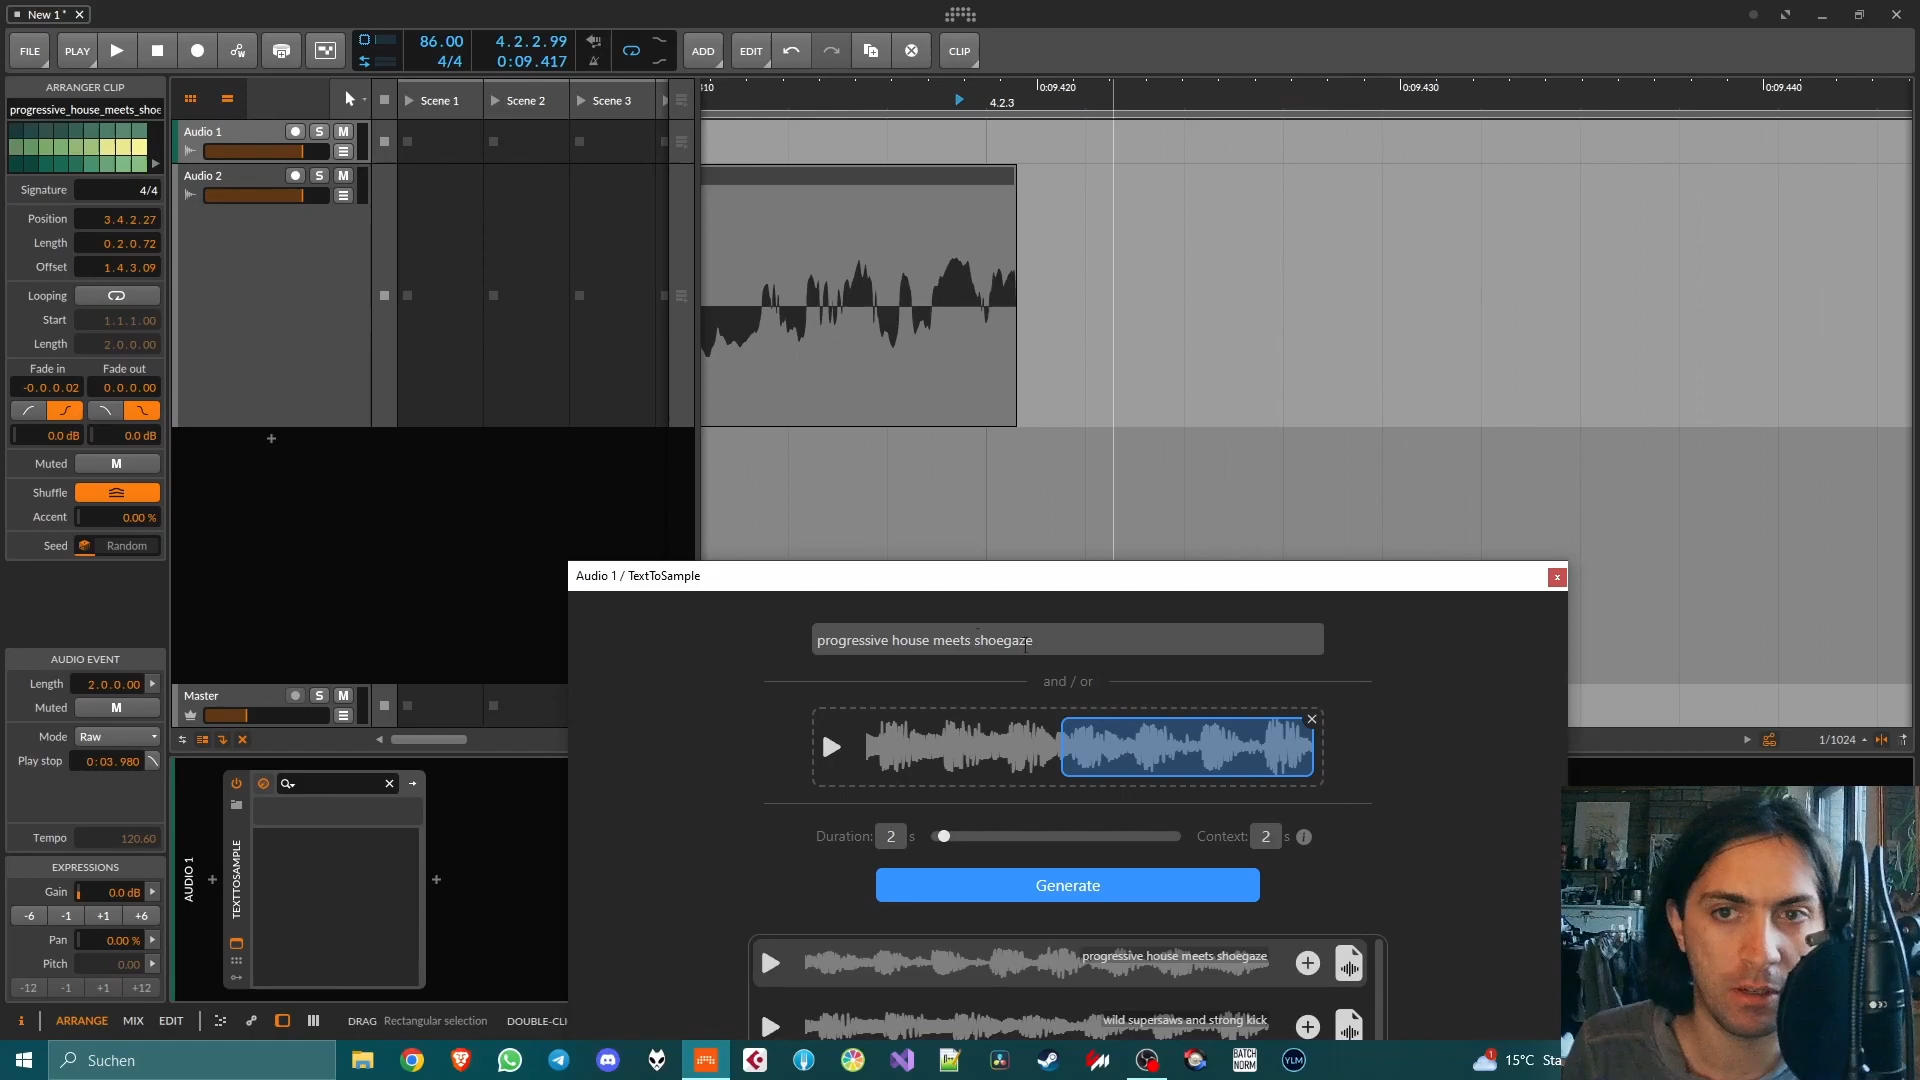 New 1*
FILE
PLAY
86.00
4/4
4.2.2.99
0:09.417
ADD
EDIT
CLIP
ARRANGER CLIP
progressive_house_meets_shoe
Signature 4/4
Position 3.4.2.27
Length 0.2.0.72
Offset 1.4.3.09
Looping
Start 1.1.1.00
Length 2.0.0.00
Fade in Fade out
-0.0.0.02 0.0.0.00
0.0 dB 0.0 dB
Muted M
Shuffle
Accent 0.00 %
Seed Random
AUDIO EVENT
Length 2.0.0.00
Muted M
Mode Raw
Play stop 0:03.980
Tempo 120.60
EXPRESSIONS
Gain 0.0 dB
-6 -1 +1 +6
Pan 0.00 %
Pitch 0.00
-12 -1 +1 +12
Scene 1 Scene 2 Scene 3
Audio 1 S M
Audio 2 S M
Master S M
0:09.420 0:09.430 0:09.440
4.2.3
1/1024
AUDIO 1
TEXTTOSAMPLE
Audio 1 / TextToSample
progressive house meets shoegaze
and / or
Duration: 2 s Context: 2 s
Generate
progressive house meets shoegaze
wild supersaws and strong kick
i ARRANGE MIX EDIT DRAG Rectangular selection DOUBLE-CLI
Suchen
BATCH NORM
YLM
1
15°C Sta